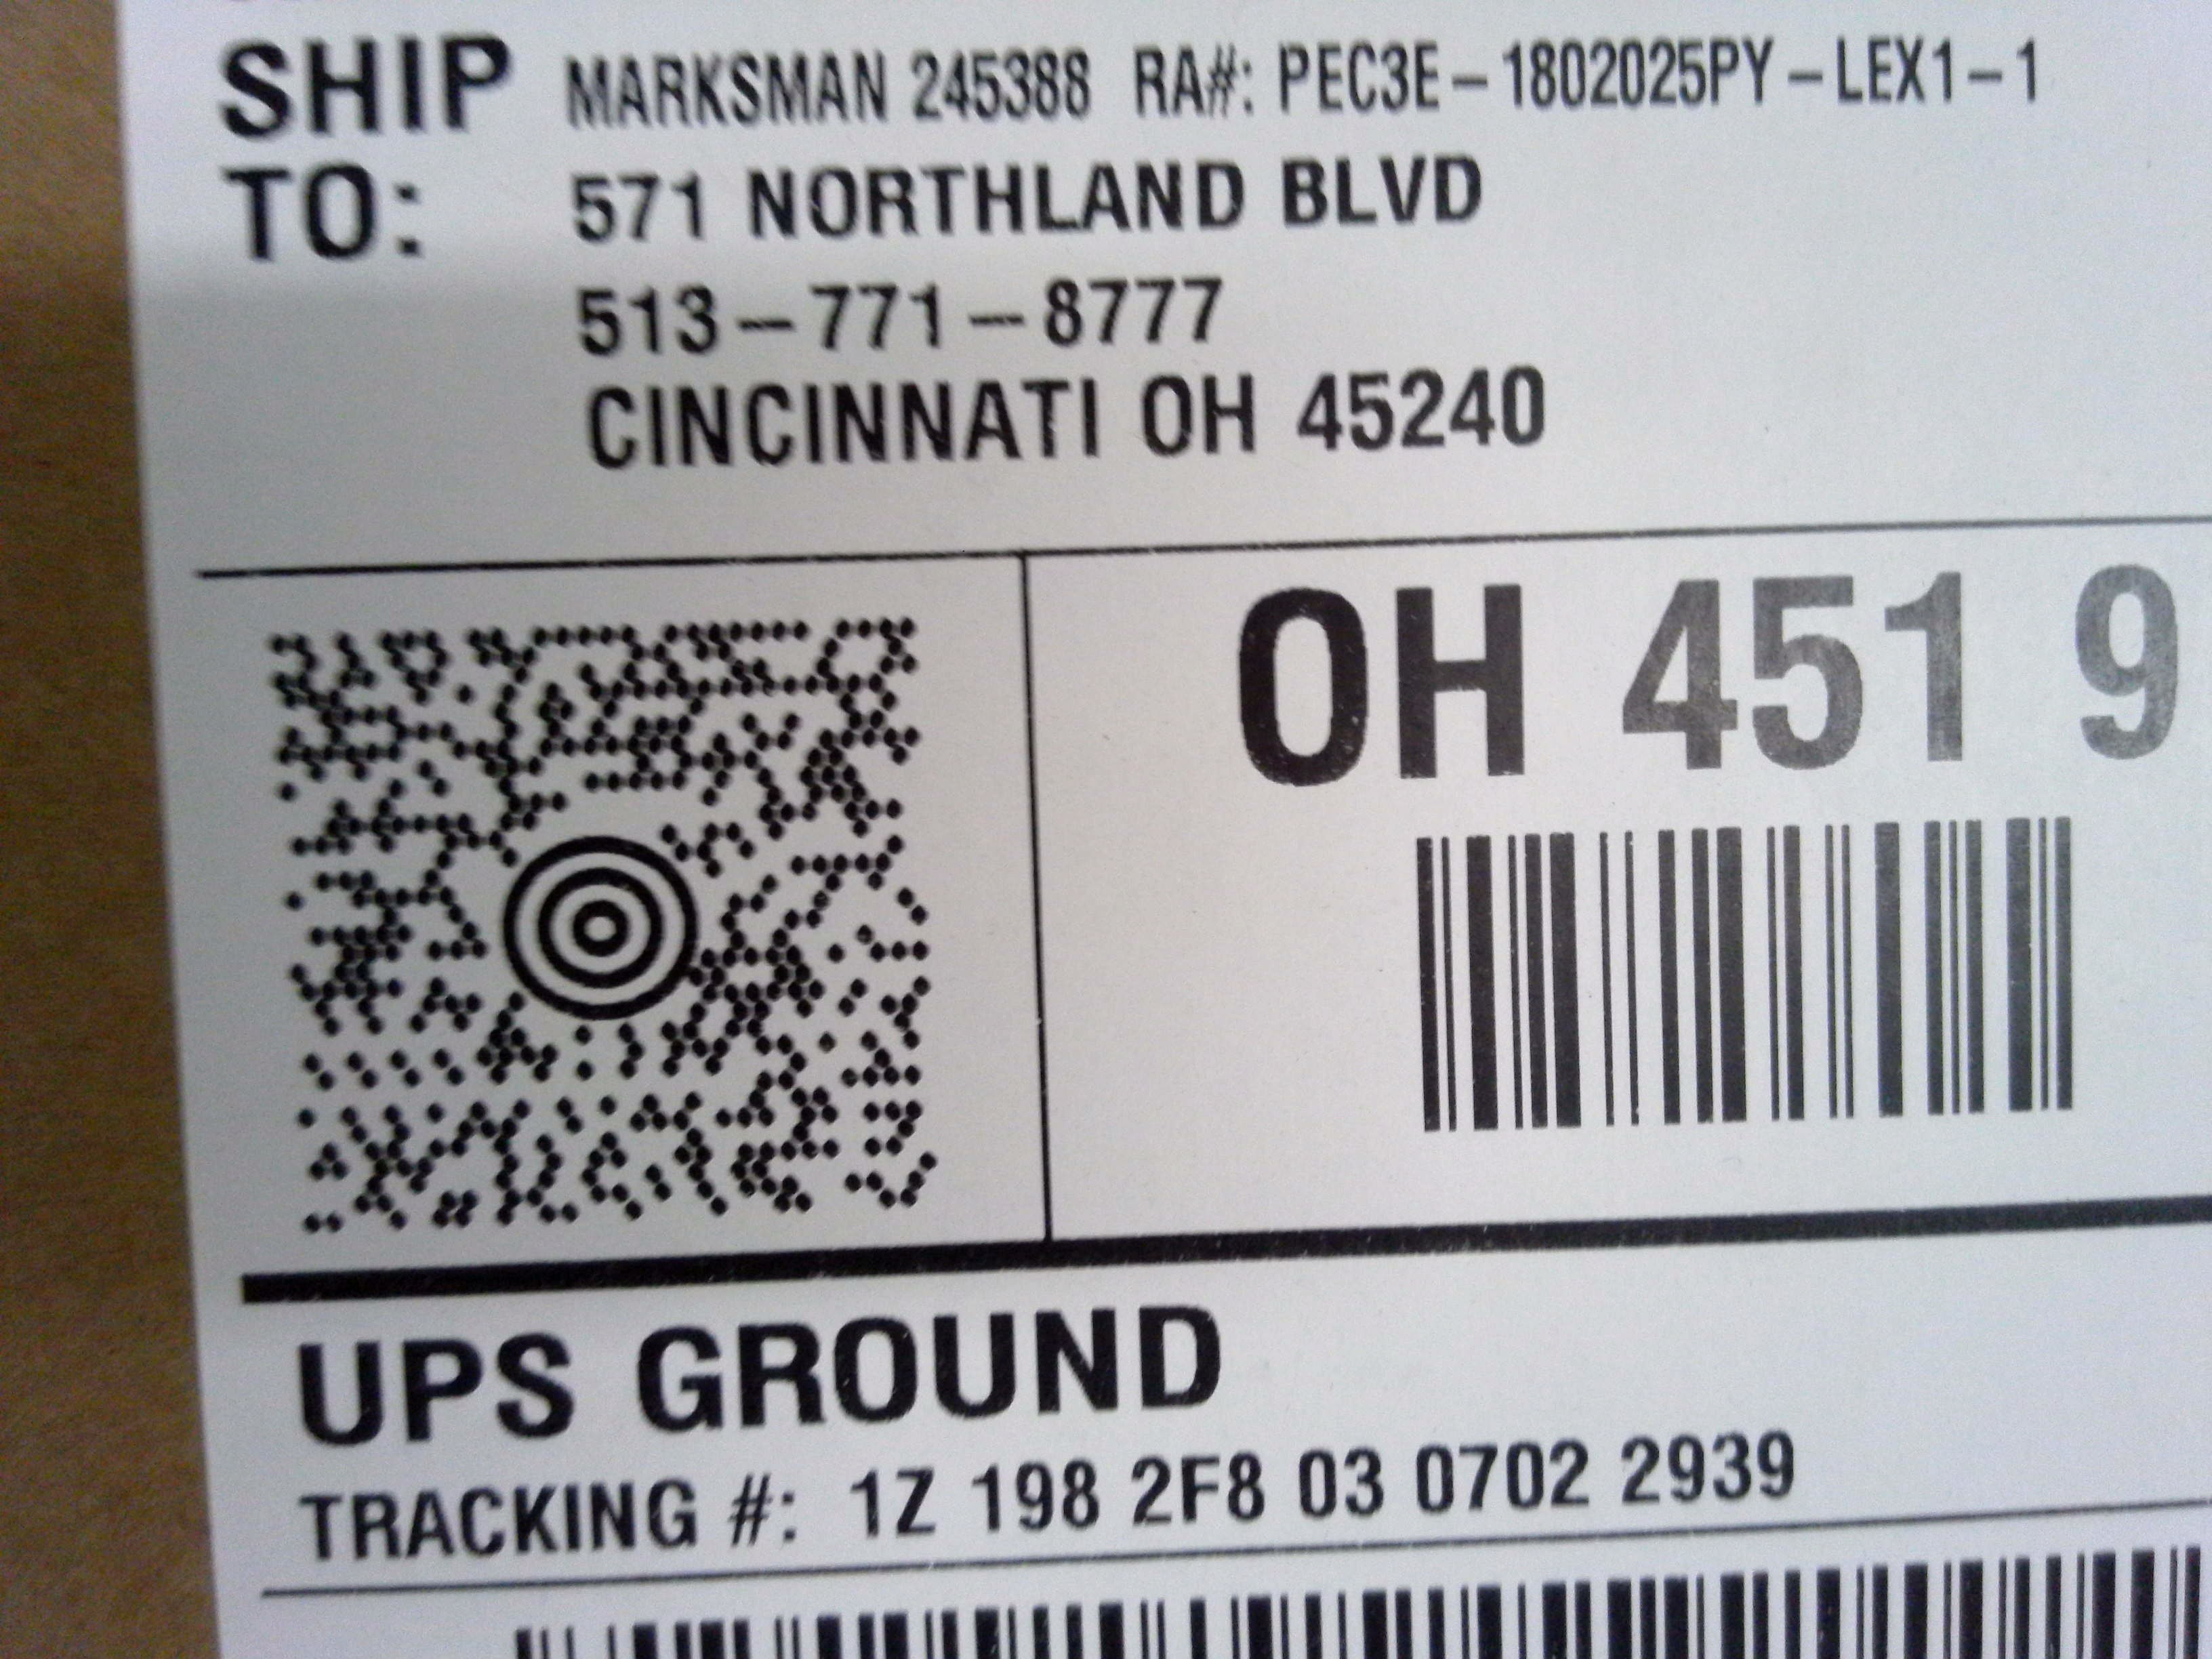 SHIP TO: MARKSMAN 245388 RA#: PEC3E-1802025PY-LEX1-1
571 NORTHLAND BLVD
513-771-8777
CINCINNATI OH 45240
OH 451 9
UPS GROUND
TRACKING #: 1Z 198 2F8 03 0702 2939